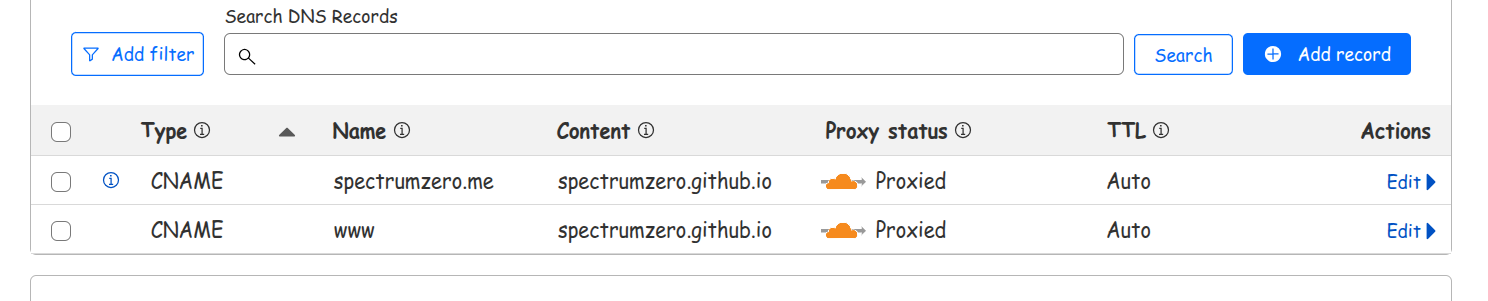 Search DNS Records
Add filter Search Add record
Type Name Content Proxy status TTL Actions
CNAME spectrumzero.me spectrumzero.github.io Proxied Auto Edit
CNAME www spectrumzero.github.io Proxied Auto Edit